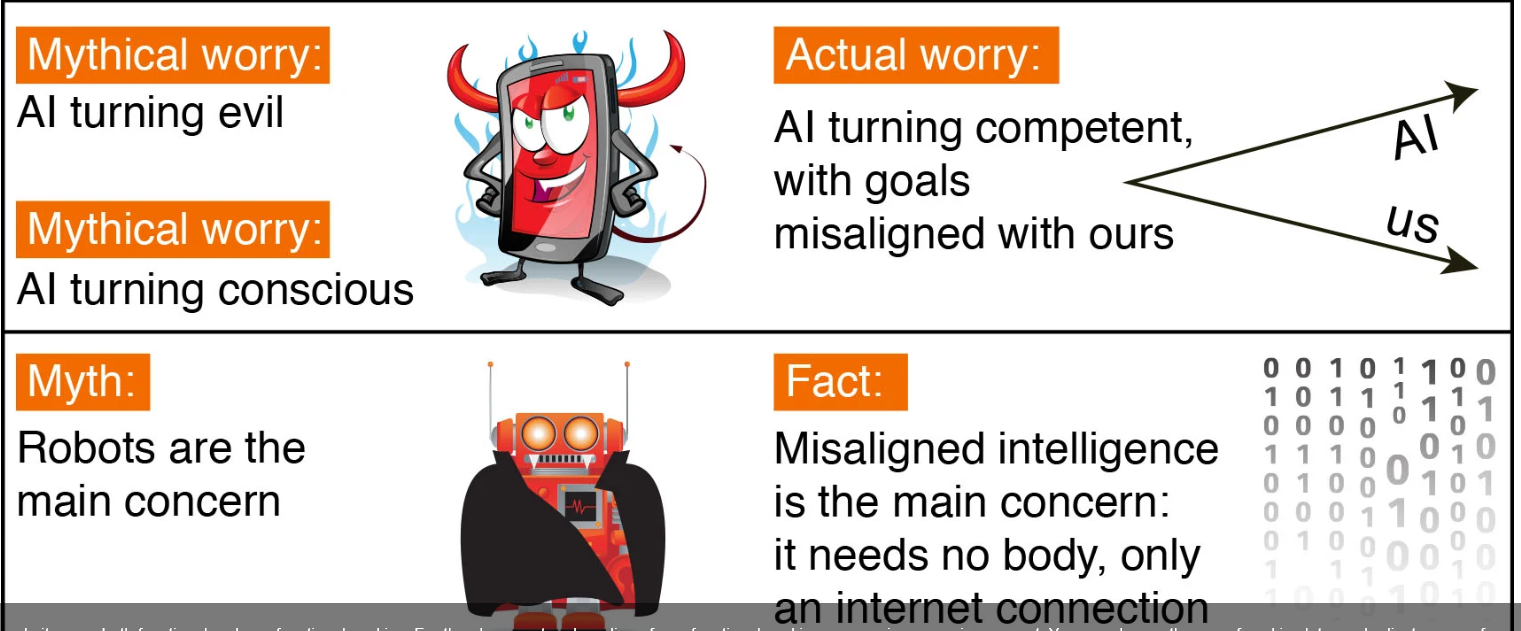 Mythical worry:
AI turning evil
Mythical worry:
AI turning conscious
Actual worry:
AI turning competent,
with goals
misaligned with ours
AI
us
Myth:
Robots are the
main concern
Fact:
Misaligned intelligence
is the main concern:
it needs no body, only
an internet connection